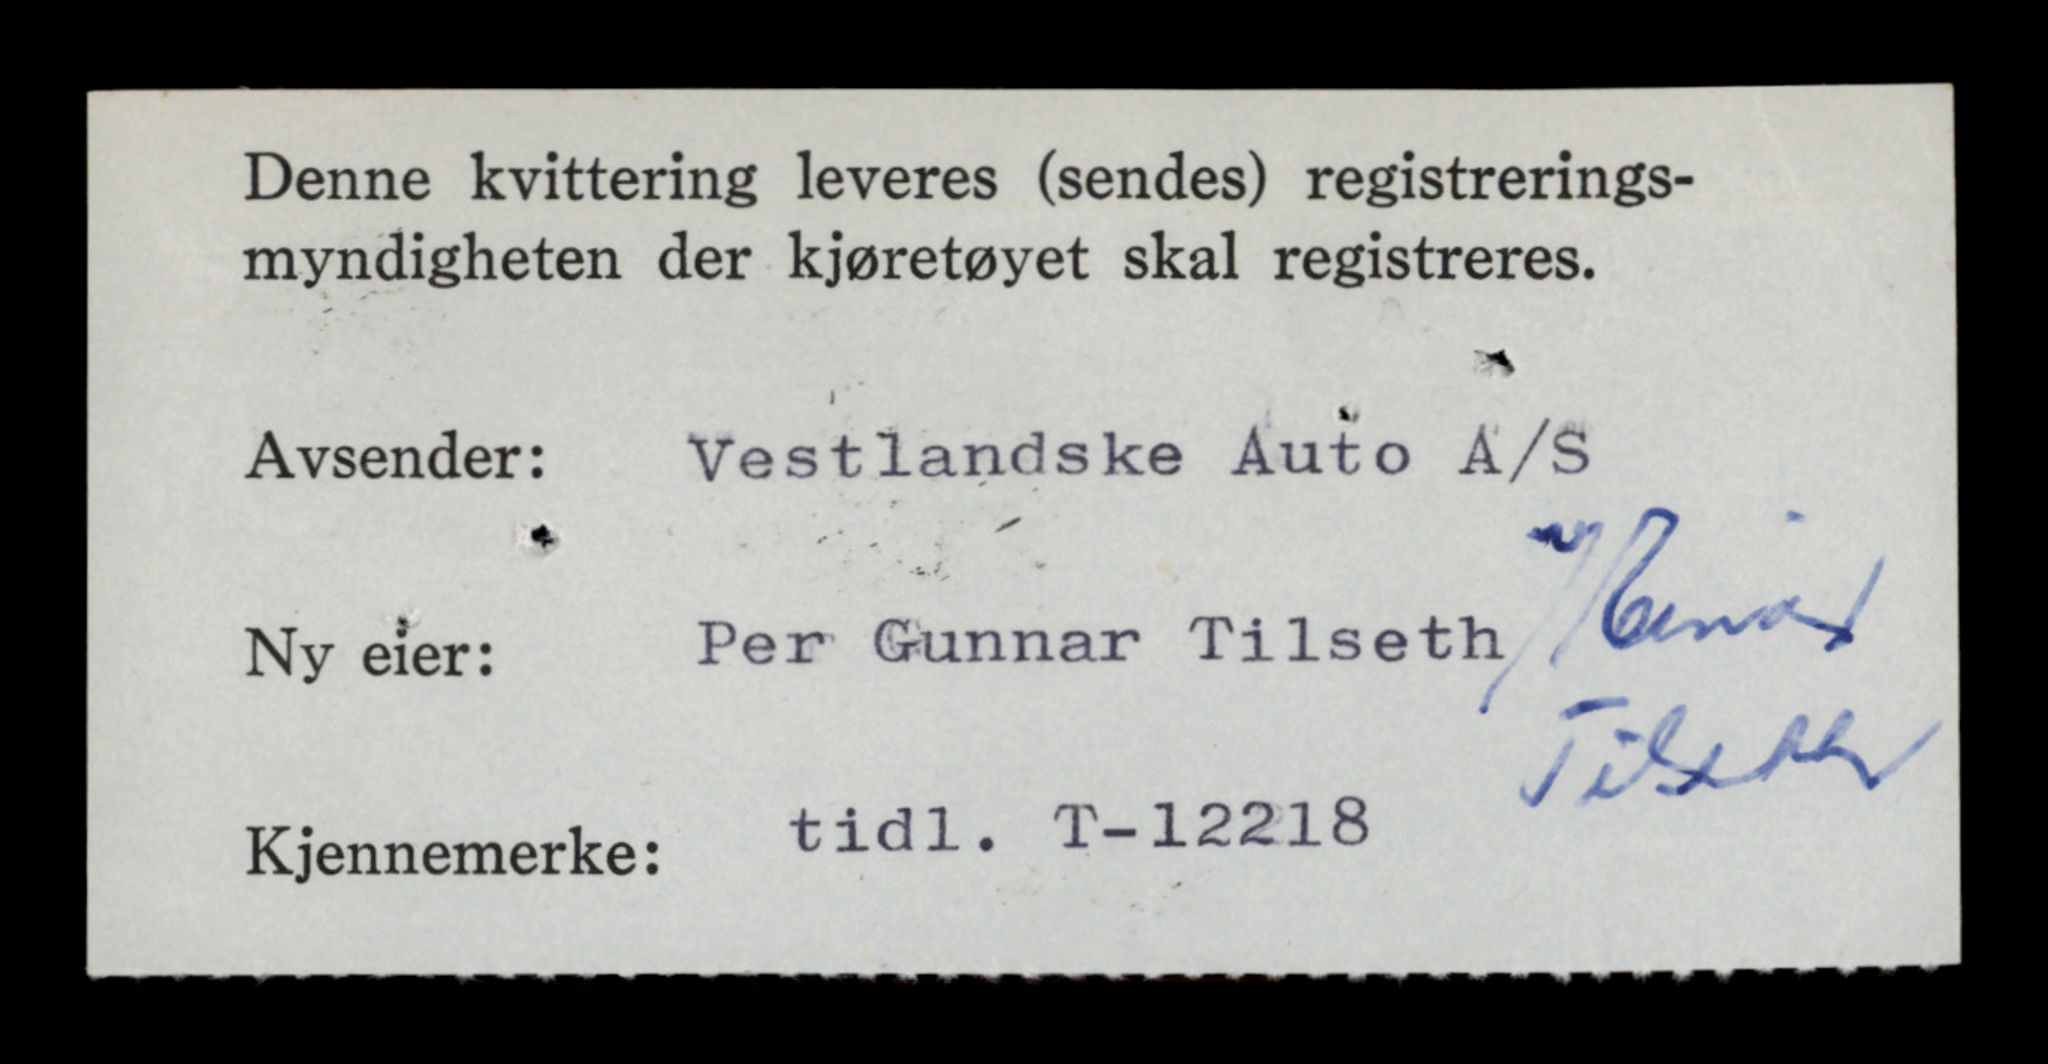 Denne kvittering leveres (sendes) registrerings-
myndigheten der kjøretøyet skal registreres.
Avsender: Vestlandske Auto A/S
Ny eier: Per Gunnar Tilseth
Tilseth
Kjennemerke: tidl. T-12218